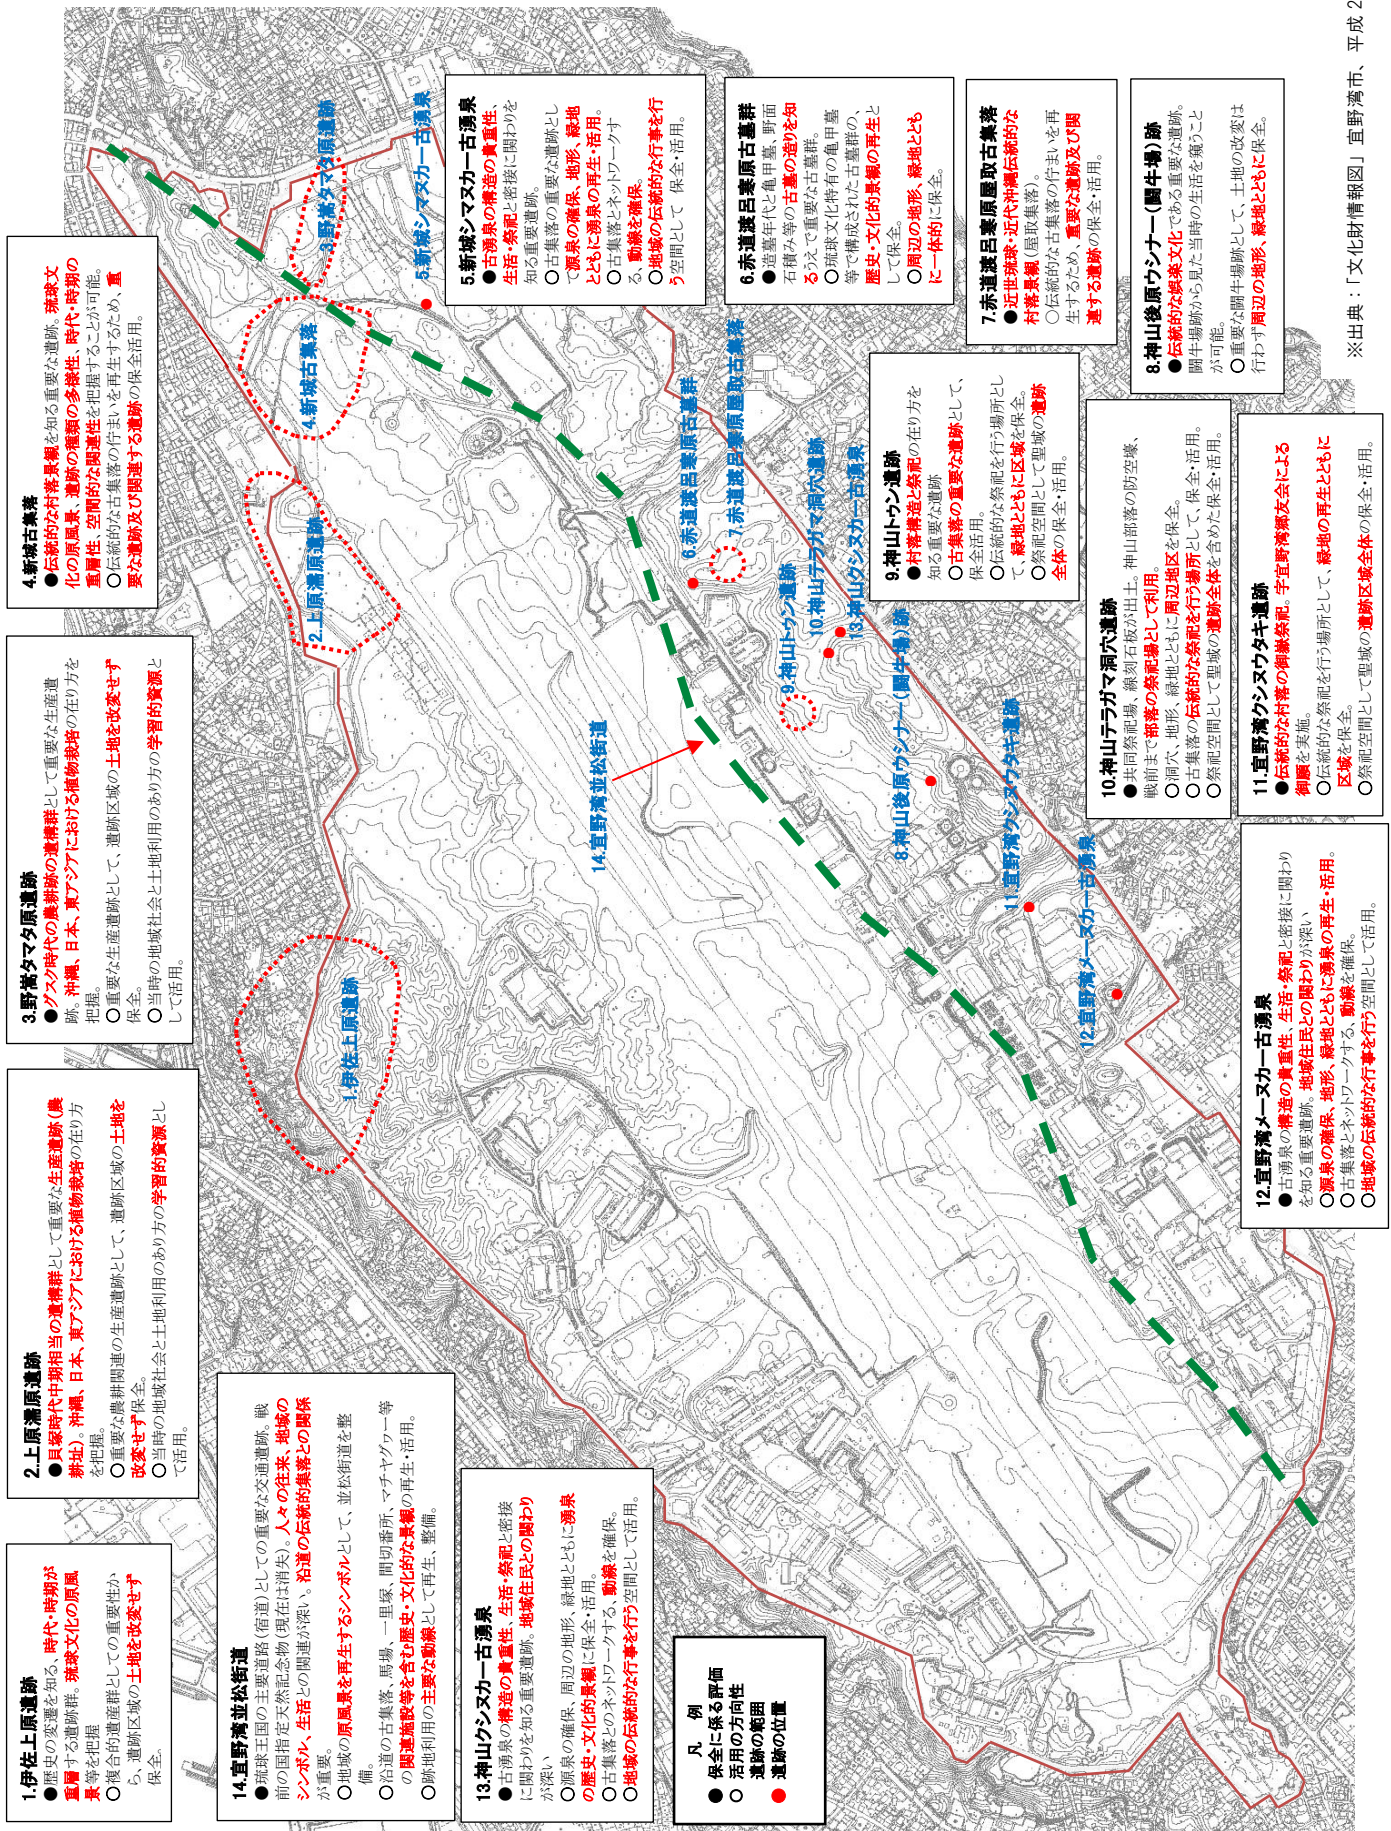 1.伊佐上原遺跡
●歴史の変遷を知る、時代・時期が
重層する遺跡群。琉球文化の原風
景等を把握
○複合的遺産群としての重要性か
ら、遺跡区域の土地を改変せず
保全。
2.上原濡原遺跡
●貝塚時代中期相当の遺構群として重要な生産遺跡（農
耕址）。沖縄、日本、東アジアにおける植物栽培の在り方
を把握。
○重要な農耕関連の生産遺跡として、遺跡区域の土地を
改変せず保全。
○当時の地域社会と土地利用のあり方の学習的資源とし
て活用。
3.野嵩タマタ原遺跡
●グスク時代の農耕跡の遺構群として重要な生産遺
跡。沖縄、日本、東アジアにおける植物栽培の在り方を
把握。
○重要な生産遺跡として、遺跡区域の土地を改変せず
保全。
○当時の地域社会と土地利用のあり方の学習的資源と
して活用。
4.新城古集落
●伝統的な村落景観を知る重要な遺跡。琉球文
化の原風景、遺跡の種類の多様性、時代・時期の
重層性、空間的な関連性を把握することが可能。
○伝統的な古集落の佇まいを再生するため、重
要な遺跡及び関連する遺跡の保全活用。
14.宜野湾並松街道
●琉球王国の主要道路（宿道）としての重要な交通遺跡。戦
前の国指定天然記念物（現在は消失）。人々の往来、地域の
シンボル、生活との関連が深い。沿道の伝統的集落との関係
が重要。
○地域の原風景を再生するシンボルとして、並松街道を整
備。
○沿道の古集落、馬場、一里塚、間切番所、マチヤグヮー等
の関連施設等を含む歴史・文化的な景観の再生・活用。
○跡地利用の主要な動線として再生、整備。
13.神山クシヌカー古湧泉
●古湧泉の構造の貴重性、生活・祭祀と密接
に関わりを知る重要遺跡。地域住民との関わり
が深い
○源泉の確保、周辺の地形、緑地とともに湧泉
の歴史・文化的景観に保全・活用。
○古集落とのネットワークする、動線を確保。
○地域の伝統的な行事を行う空間として活用。
凡 例
● 保全に係る評価
○ 活用の方向性
遺跡の範囲
● 遺跡の位置
1.伊佐上原遺跡
2.上原濡原遺跡
3.野嵩タマタ原遺跡
4.新城古集落
5.新城シマヌカー古湧泉
14.宜野湾並松街道
6.赤道渡呂寒原古墓群
7.赤道渡呂寒原屋取古集落
9.神山トゥン遺跡
10.神山テラガマ洞穴遺跡
13.神山クシヌカー古湧泉
8.神山後原ウシナー（闘牛場）跡
11.宜野湾クシヌウタキ遺跡
12.宜野湾メーヌカー古湧泉
5.新城シマヌカー古湧泉
●古湧泉の構造の貴重性、
生活・祭祀と密接に関わりを
知る重要遺跡。
○古集落の重要な遺跡とし
て源泉の確保、地形、緑地
とともに湧泉の再生・活用。
○古集落とネットワークす
る、動線を確保。
○地域の伝統的な行事を行
う空間として保全・活用。
6.赤道渡呂寒原古墓群
●造墓年代と亀甲墓、野面
石積み等の古墓の造りを知
るうえで重要な古墓群。
○琉球文化特有の亀甲墓
等で構成された古墓群の、
歴史・文化的景観の再生と
して保全。
○周辺の地形、緑地ととも
に一体的に保全。
7.赤道渡呂寒原屋取古集落
●近世琉球・近代沖縄伝統的な
村落景観（屋取集落）。
○伝統的な古集落の佇まいを再
生するため、重要な遺跡及び関
連する遺跡の保全・活用。
8.神山後原ウシナー（闘牛場）跡
●伝統的な娯楽文化である重要な遺跡。
闘牛場跡から見た当時の生活を窺うこと
が可能。
○重要な闘牛場跡として、土地の改変は
行わず周辺の地形、緑地とともに保全。
9.神山トゥン遺跡
●村落構造と祭祀の在り方を
知る重要な遺跡
○古集落の重要な遺跡として、
保全活用。
○伝統的な祭祀を行う場所とし
て、緑地とともに区域を保全。
○祭祀空間として聖域の遺跡
全体の保全・活用。
10.神山テラガマ洞穴遺跡
●共同祭祀場、線刻石板が出土。神山部落の防空壕、
戦前まで部落の祭祀場として利用。
○洞穴、地形、緑地とともに周辺地区を保全。
○古集落の伝統的な祭祀を行う場所として、保全・活用。
○祭祀空間として聖域の遺跡全体を含めた保全・活用。
11.宜野湾クシヌウタキ遺跡
●伝統的な村落の御嶽祭祀。字宜野湾郷友会による
御願を実施。
○伝統的な祭祀を行う場所として、緑地の再生とともに
区域を保全。
○祭祀空間として聖域の遺跡区域全体の保全・活用。
12.宜野湾メーヌカー古湧泉
●古湧泉の構造の貴重性、生活・祭祀と密接に関わり
を知る重要遺跡。地域住民との関わりが深い
○源泉の確保、地形、緑地とともに湧泉の再生・活用。
○古集落とネットワークする、動線を確保。
○地域の伝統的な行事を行う空間として活用。
※出典：「文化財情報図」宜野湾市、平成2